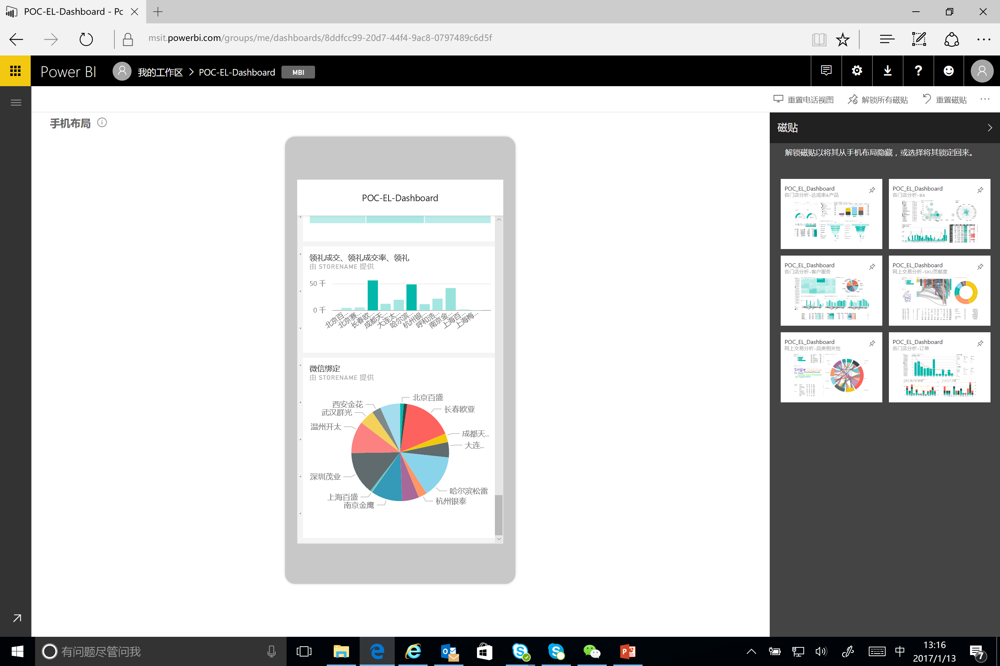 POC-EL-Dashboard - Pc
msit.powerbi.com/groups/me/dashboards/8ddfcc99-20d7-44f4-9ac8-0797489c6d5f
Power BI
我的工作区 > POC-EL-Dashboard MBI
重置电话视图 解锁所有磁贴 重置磁贴
手机布局
磁贴
解锁磁贴以将其从手机布局隐藏，或选择将其锁定回来。
POC-EL-Dashboard
领礼成交、领礼成交率、领礼
由 STORENAME 提供
50 千
0 千
北京百...
北京赛...
长春欧...
成都天...
大连大...
哈尔滨...
杭州银...
呼和浩...
南京金...
上海百...
上海梅...
微信绑定
由 STORENAME 提供
北京百盛
长春欧亚
成都天...
大连...
哈尔滨松雷
杭州银泰
南京金鹰
上海百盛
深圳茂业
温州开太
武汉群光
西安金花
POC_EL_Dashboard
各门店分析-达成率&产品
POC_EL_Dashboard
各门店分析-BA
POC_EL_Dashboard
各门店分析-客户服务
POC_EL_Dashboard
网上交易分析-SKU贡献度
522
POC_EL_Dashboard
网上交易分析-品类相关性
Single
POC_EL_Dashboard
各门店分析-订单
有问题尽管问我
中
13:16
2017/1/13
7